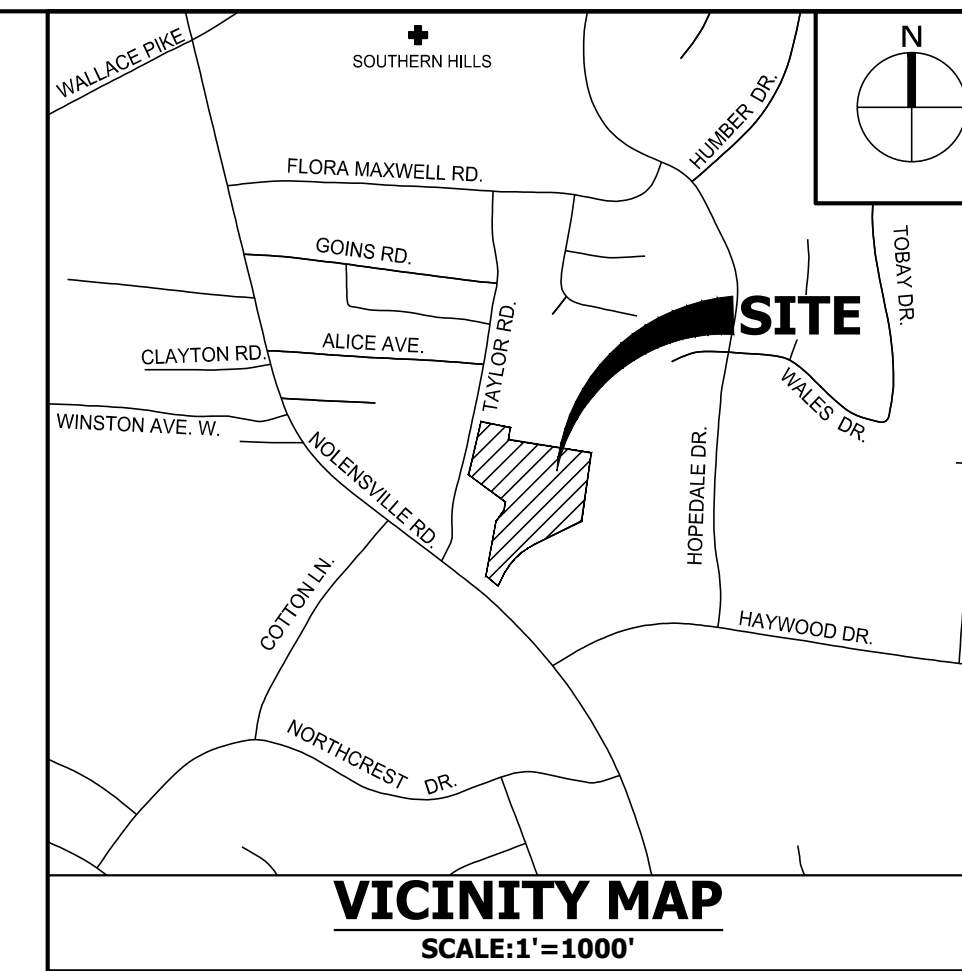 WALLACE PIKE
SOUTHERN HILLS
N
HUMBER DR.
FLORA MAXWELL RD.
GOINS RD.
TOBAY DR.
SITE
TAYLOR RD.
ALICE AVE.
CLAYTON RD.
WALES DR.
WINSTON AVE. W.
NOLENSVILLE RD.
HOPEDALE DR.
COTTON LN.
HAYWOOD DR.
NORTHCREST DR.
VICINITY MAP
SCALE:1'=1000'